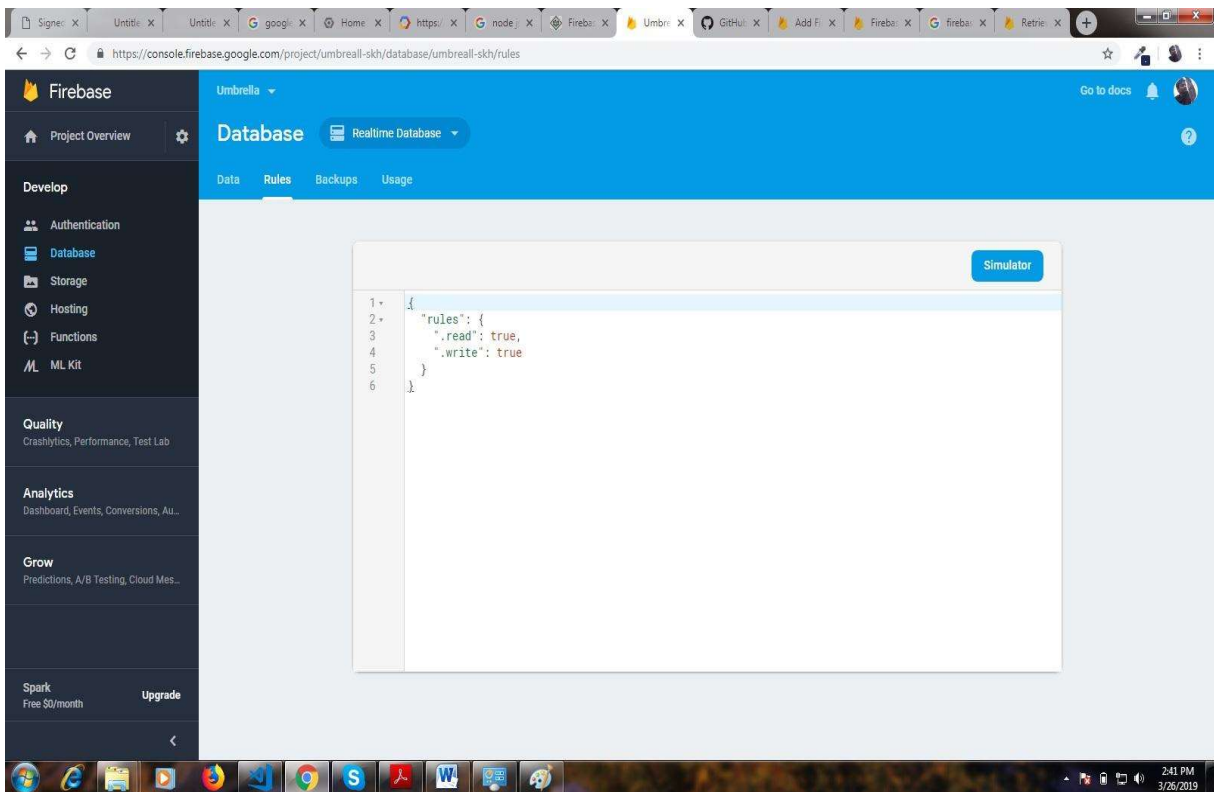 Signec Untitle Untitle google Home https:/ node j Fireba: Umbre GitHub Add Fi Fireba: firebas Retrie
https://console.firebase.google.com/project/umbreall-skh/database/umbreall-skh/rules
Firebase
Umbrella
Go to docs
Project Overview
Database
Realtime Database
Data Rules Backups Usage
Develop
Authentication
Database
Storage
Hosting
Functions
ML Kit
Quality
Crashlytics, Performance, Test Lab
Analytics
Dashboard, Events, Conversions, Au...
Grow
Predictions, A/B Testing, Cloud Mes...
Spark
Free $0/month
Upgrade
Simulator
1 {
2 "rules": {
3 ".read": true,
4 ".write": true
5 }
6 }
2:41 PM
3/26/2019